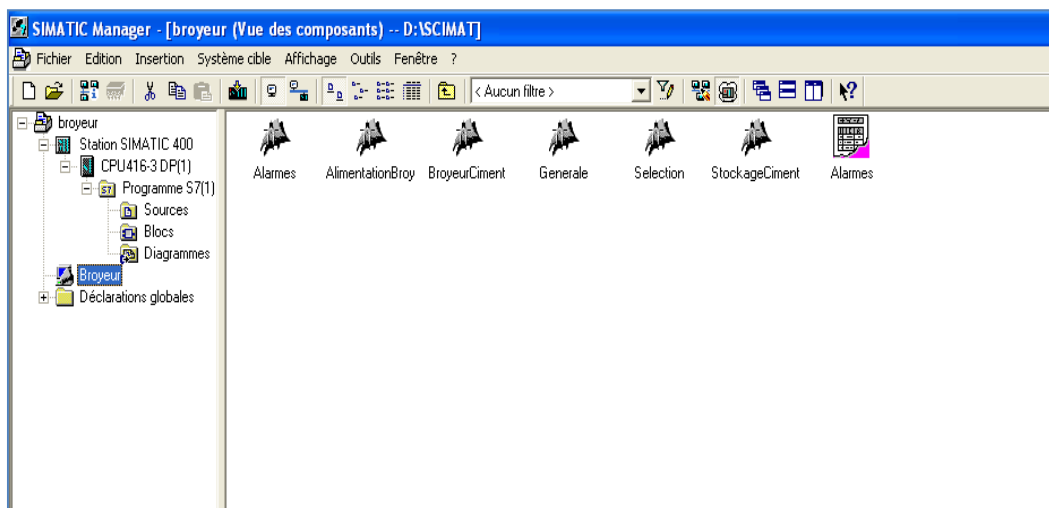 SIMATIC Manager - [broyeur (Vue des composants) -- D:\SCIMAT]
Fichier Edition Insertion Système cible Affichage Outils Fenêtre ?
< Aucun filtre >
broyeur
Station SIMATIC 400
CPU416-3 DP(1)
Programme S7(1)
Sources
Blocs
Diagrammes
Broyeur
Déclarations globales
Alarmes AlimentationBroy BroyeurCiment Generale Selection StockageCiment Alarmes